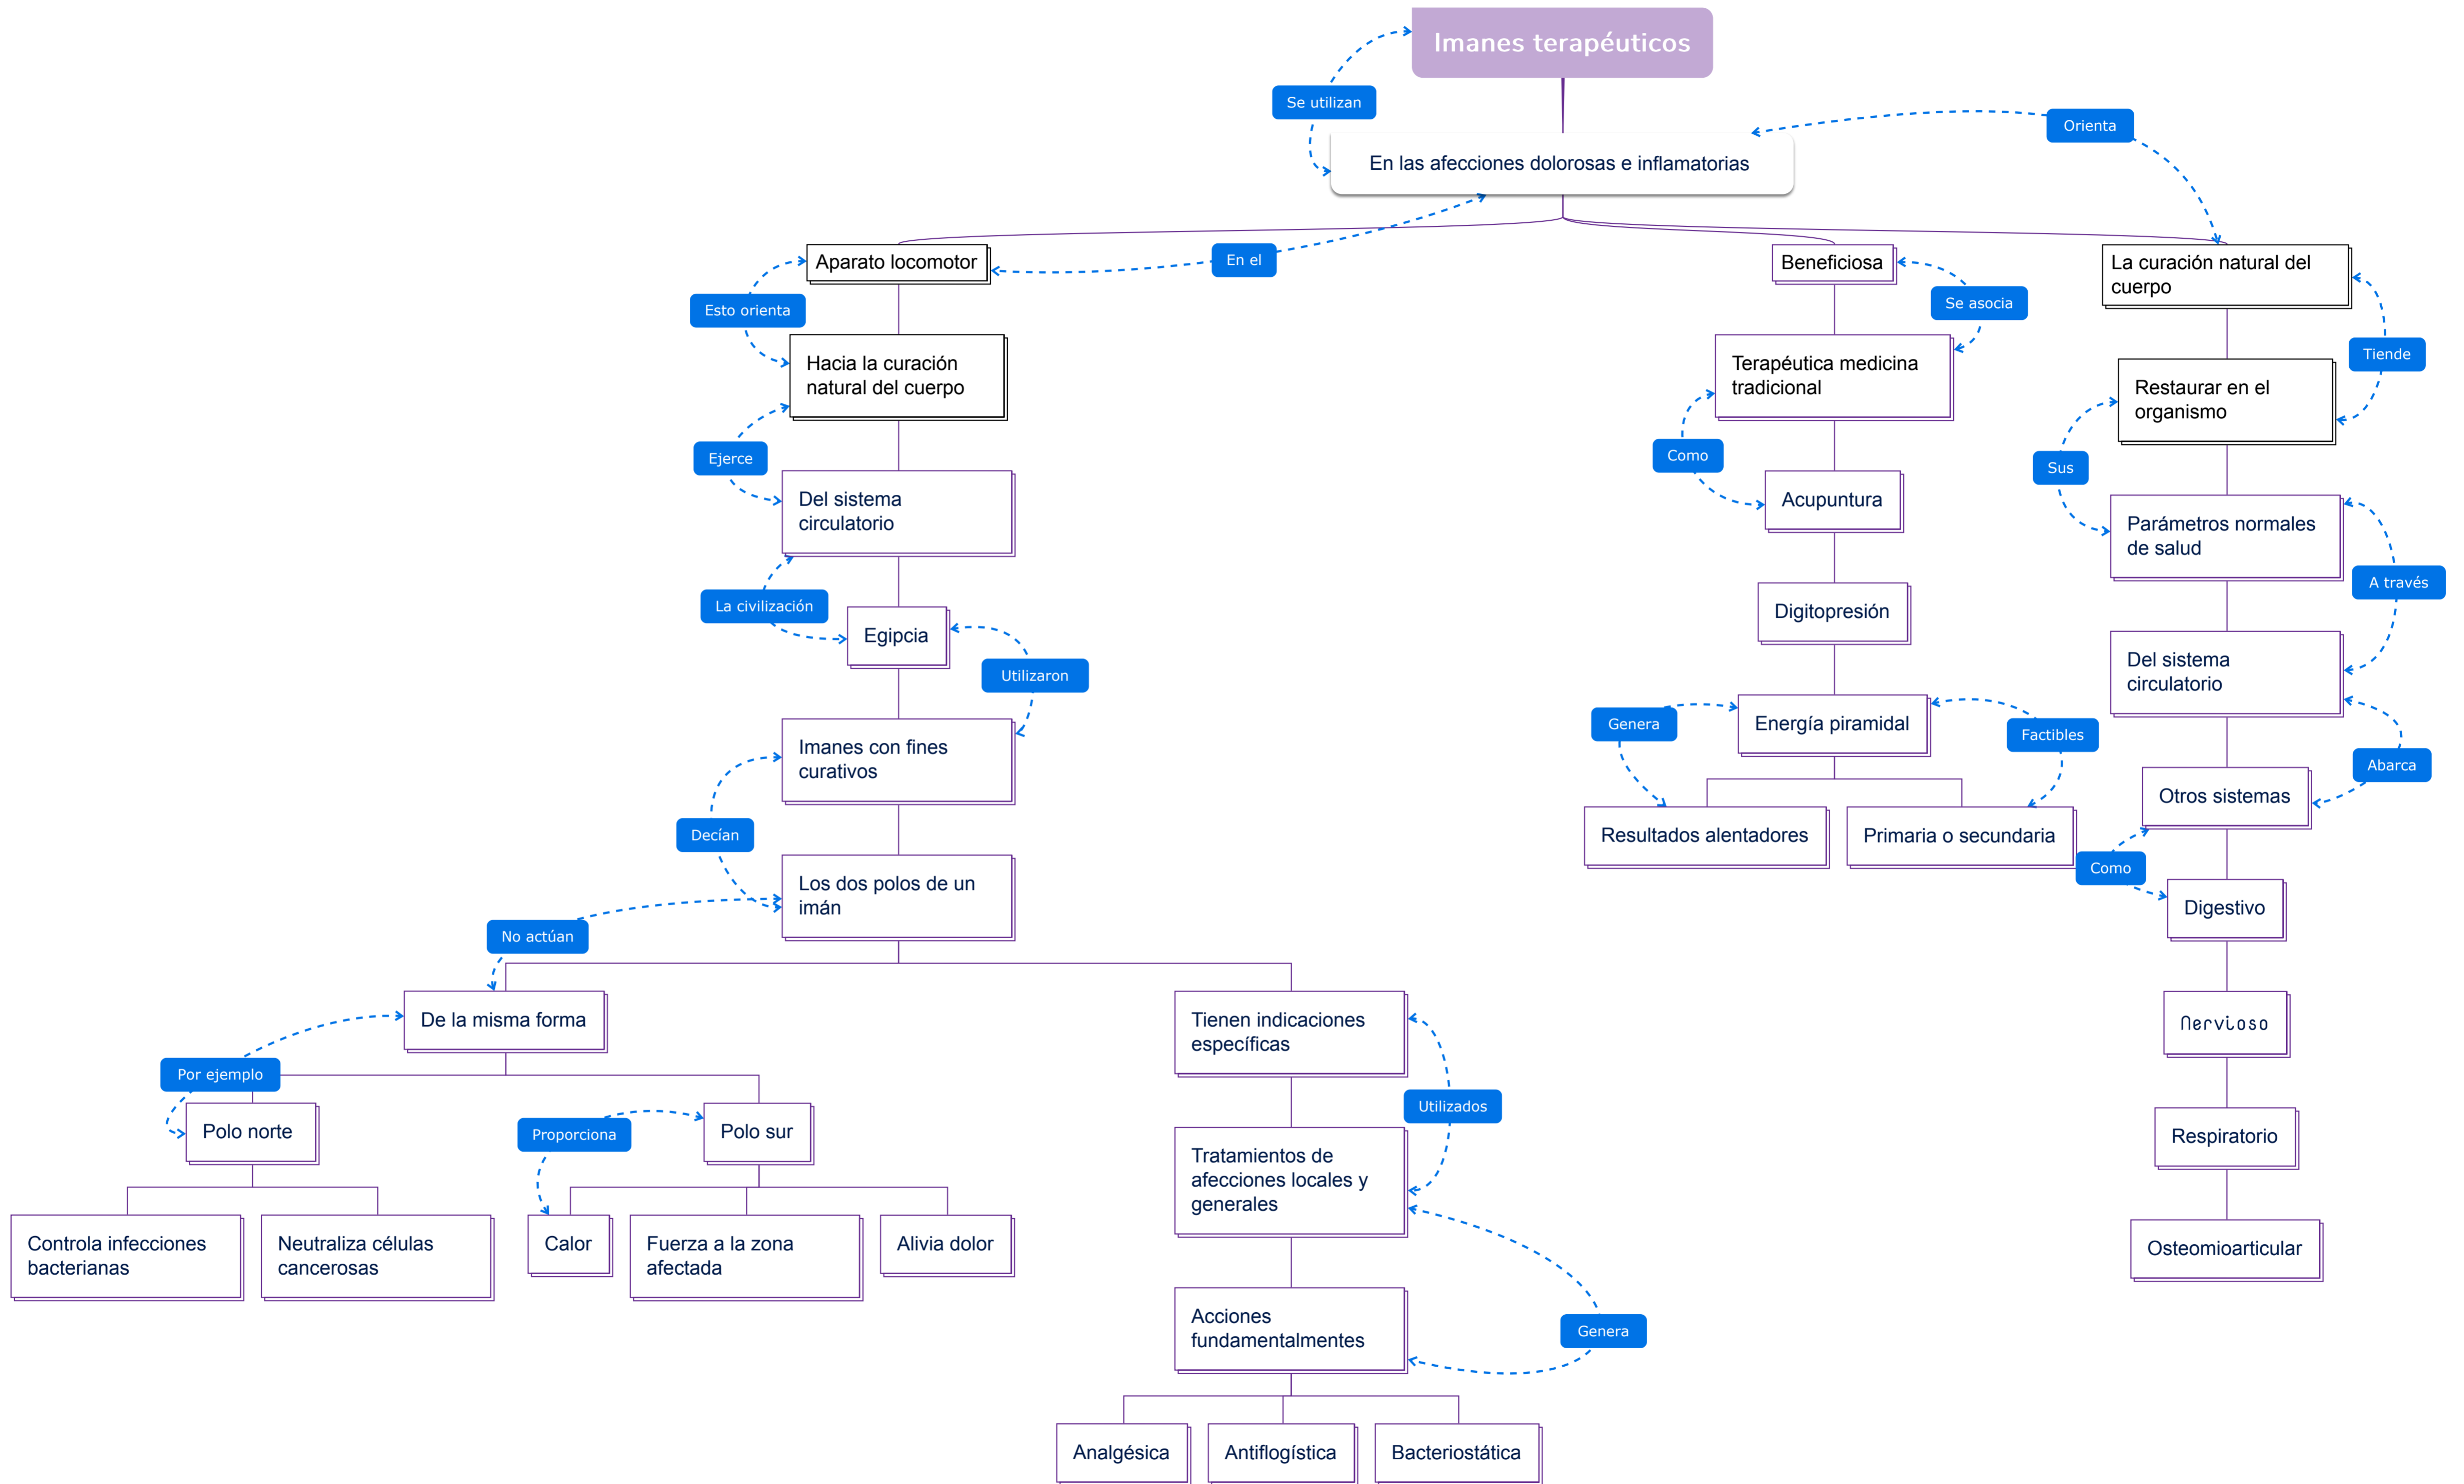 Imanes terapéuticos
Se utilizan
Orienta
En las afecciones dolorosas e inflamatorias
En el
Aparato locomotor
Beneficiosa
La curación natural del
cuerpo
Esto orienta
Se asocia
Tiende
Hacia la curación
natural del cuerpo
Terapéutica medicina
tradicional
Restaurar en el
organismo
Ejerce
Como
Sus
Del sistema
circulatorio
Acupuntura
Parámetros normales
de salud
La civilización
A través
Egipcia
Digitopresión
Del sistema
circulatorio
Utilizaron
Genera
Energía piramidal
Factibles
Imanes con fines
curativos
Abarca
Otros sistemas
Decían
Resultados alentadores
Primaria o secundaria
Como
Los dos polos de un
imán
Digestivo
No actúan
De la misma forma
Tienen indicaciones
específicas
Nervioso
Por ejemplo
Utilizados
Polo norte
Proporciona
Polo sur
Respiratorio
Tratamientos de
afecciones locales y
generales
Controla infecciones
bacterianas
Neutraliza células
cancerosas
Calor
Fuerza a la zona
afectada
Alivia dolor
Osteomioarticular
Acciones
fundamentalmentes
Genera
Analgésica
Antiflogística
Bacteriostática